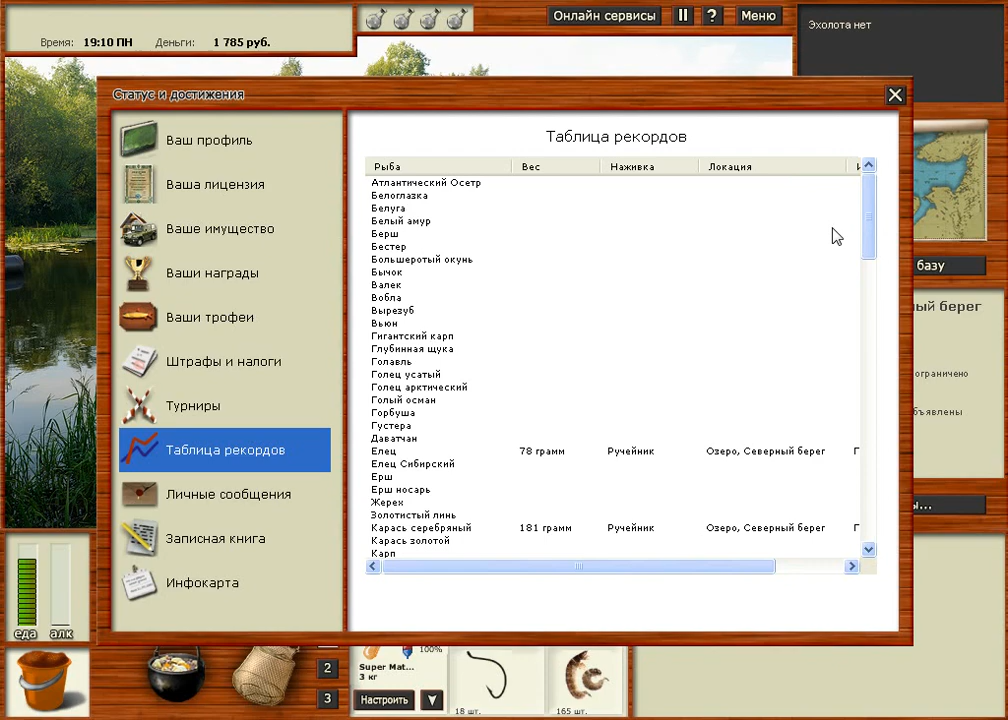 Время: 19:10 ПН Деньги: 1 785 руб.
Онлайн сервисы ? Меню
Эхолота нет
Статус и достижения
Ваш профиль
Ваша лицензия
Ваше имущество
Ваши награды
Ваши трофеи
Штрафы и налоги
Турниры
Таблица рекордов
Личные сообщения
Записная книга
Инфокарта
Таблица рекордов
Рыба Вес Наживка Локация
Атлантический Осетр
Белоглазка
Белуга
Белый амур
Берш
Бестер
Большеротый окунь
Бычок
Валек
Вобла
Вырезуб
Вьюн
Гигантский карп
Глубинная щука
Голавль
Голец усатый
Голец арктический
Голый осман
Горбуша
Густера
Даватчан
Елец 78 грамм Ручейник Озеро, Северный берег Г
Елец Сибирский
Ерш
Ерш носарь
Жерех
Золотистый линь
Карась серебряный 181 грамм Ручейник Озеро, Северный берег Г
Карась золотой
Карп
базу
ный берег
ограничено
бъявлены
ы...
еда алк
2
3
100%
Super Mat...
3 кг
Настроить
18 шт.
165 шт.